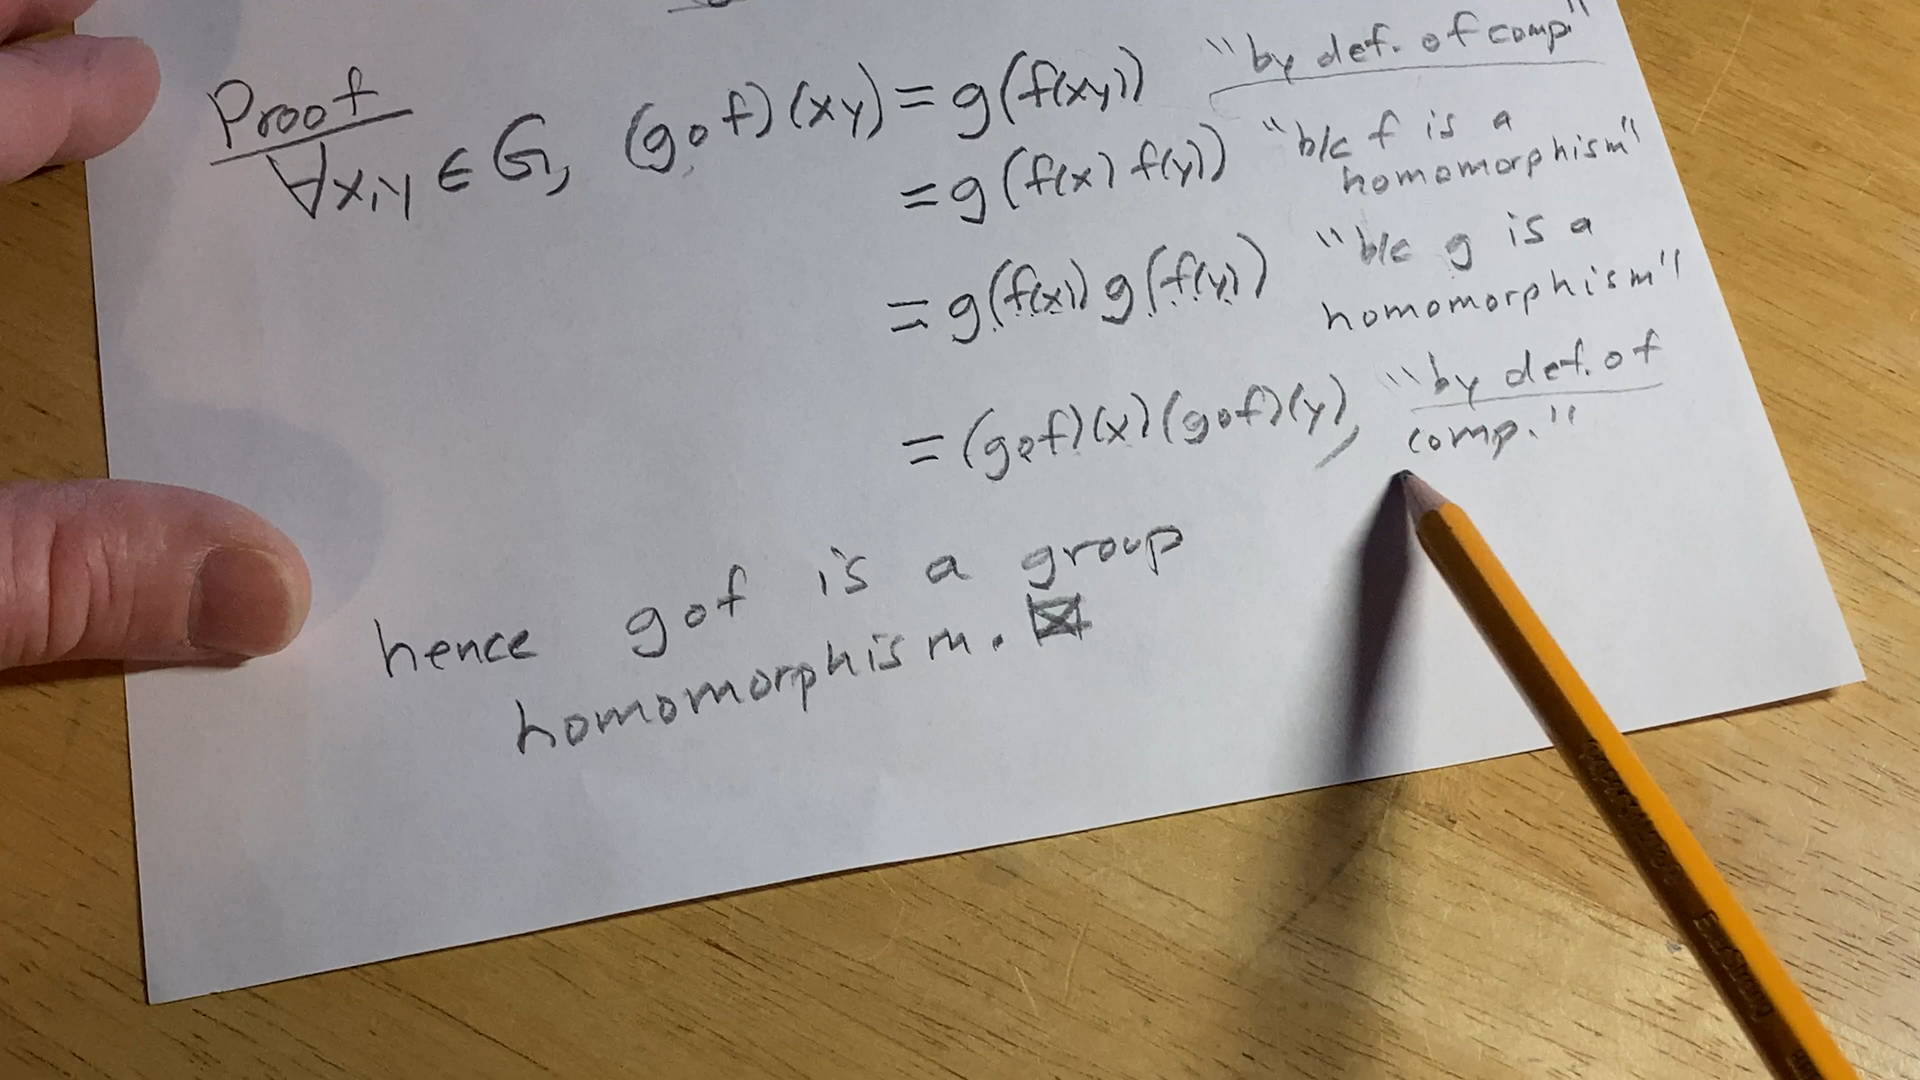 Proof
∀x,y ∈ G, (g∘f)(xy) = g(f(xy)) "by def. of comp"
= g(f(x) f(y)) "b/c f is a
homomorphism"
= g(f(x)) g(f(y)) "b/c g is a
homomorphism"
= (g∘f)(x)(g∘f)(y), "by def. of
comp."
hence g∘f is a group
homomorphism. ☒